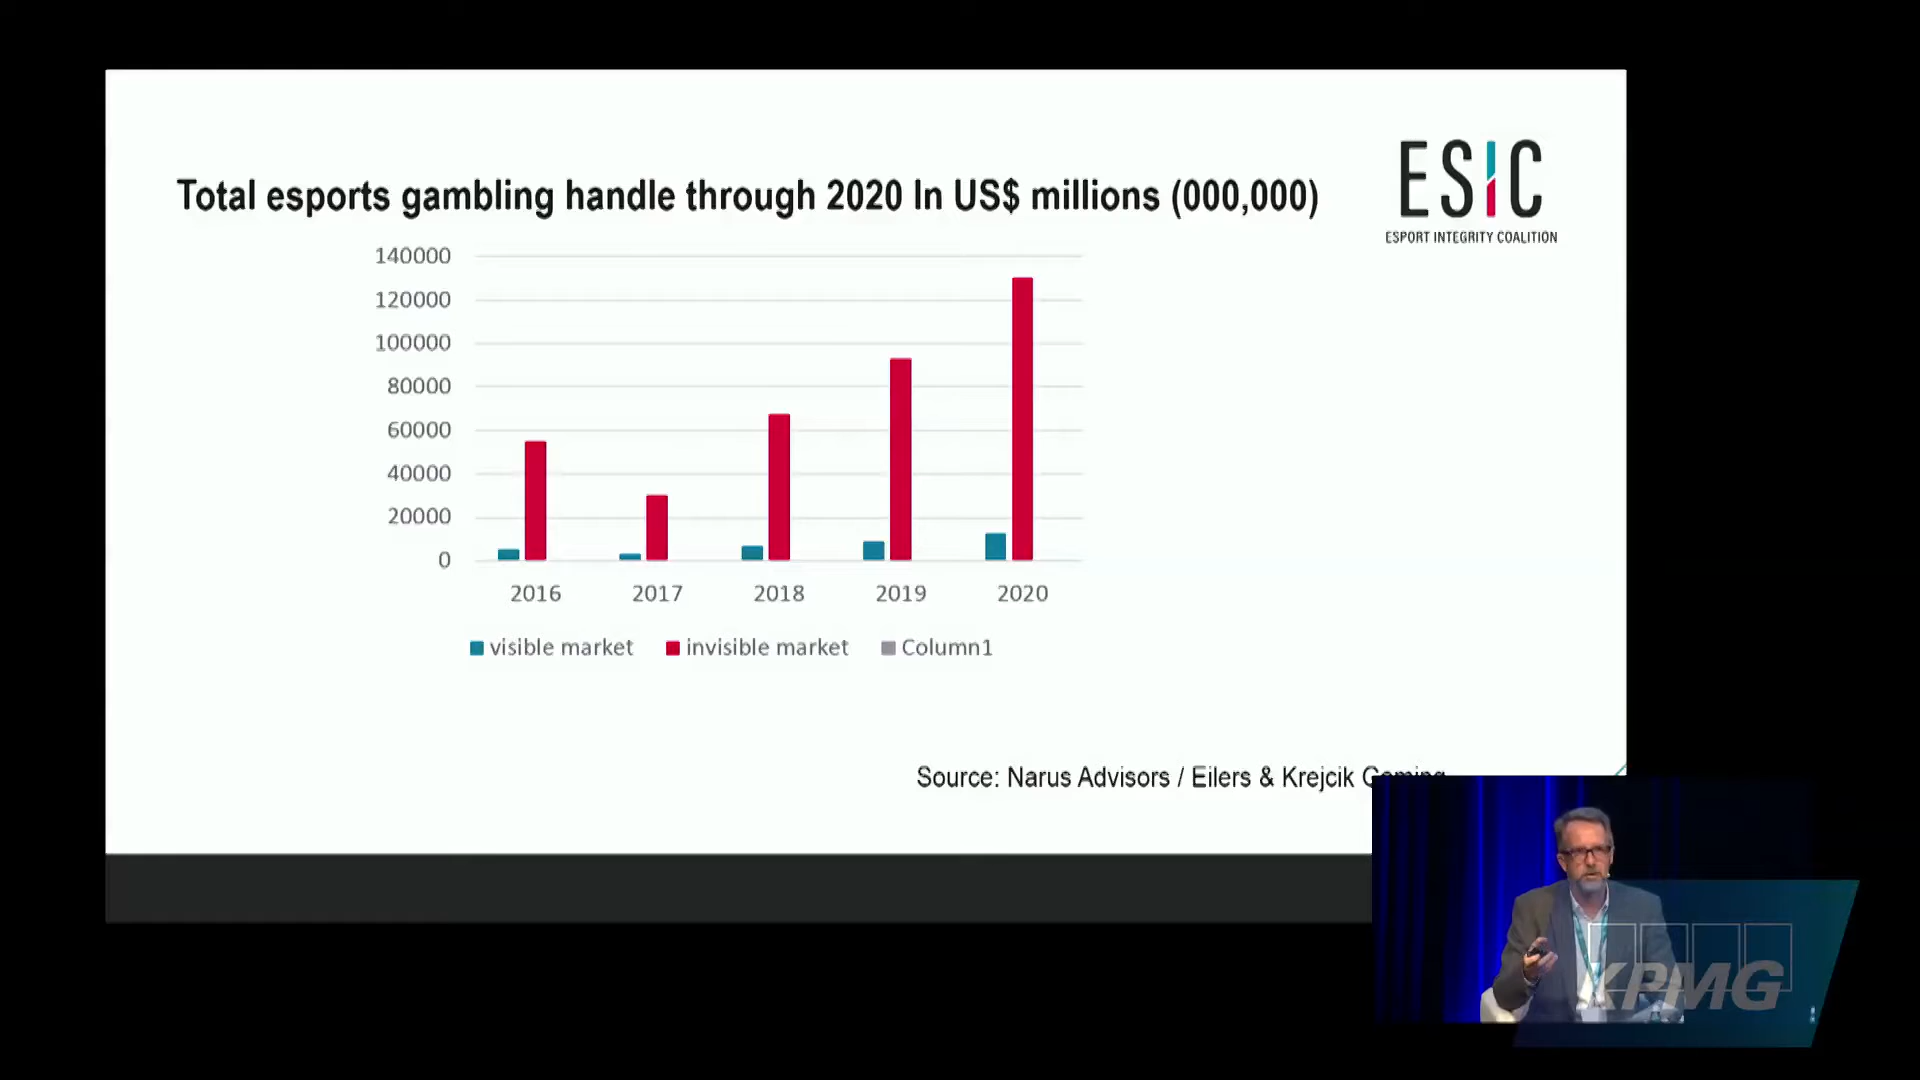 ESIC
ESPORT INTEGRITY COALITION
Total esports gambling handle through 2020 In US$ millions (000,000)
140000
120000
100000
80000
60000
40000
20000
0
2016 2017 2018 2019 2020
visible market invisible market Column1
Source: Narus Advisors / Eilers & Krejcik Gaming
KPMG